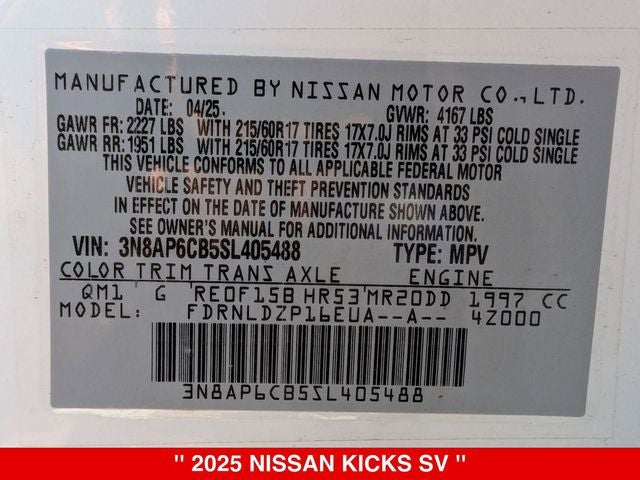 MANUFACTURED BY NISSAN MOTOR CO.,LTD.
DATE: 04/25. GVWR: 4167 LBS
GAWR FR: 2227 LBS WITH 215/60R17 TIRES 17X7.0J RIMS AT 33 PSI COLD SINGLE
GAWR RR: 1951 LBS WITH 215/60R17 TIRES 17X7.0J RIMS AT 33 PSI COLD SINGLE
THIS VEHICLE CONFORMS TO ALL APPLICABLE FEDERAL MOTOR
VEHICLE SAFETY AND THEFT PREVENTION STANDARDS
IN EFFECT ON THE DATE OF MANUFACTURE SHOWN ABOVE.
SEE OWNER'S MANUAL FOR ADDITIONAL INFORMATION.
VIN: 3N8AP6CB5SL405488 TYPE: MPV
COLOR TRIM TRANS AXLE ENGINE
QM1 G RE0F15B HR53 MR20DD 1997 CC
MODEL: FDRNLDZP16EUA--A-- 4Z000
3N8AP6CB5SL405488
" 2025 NISSAN KICKS SV "